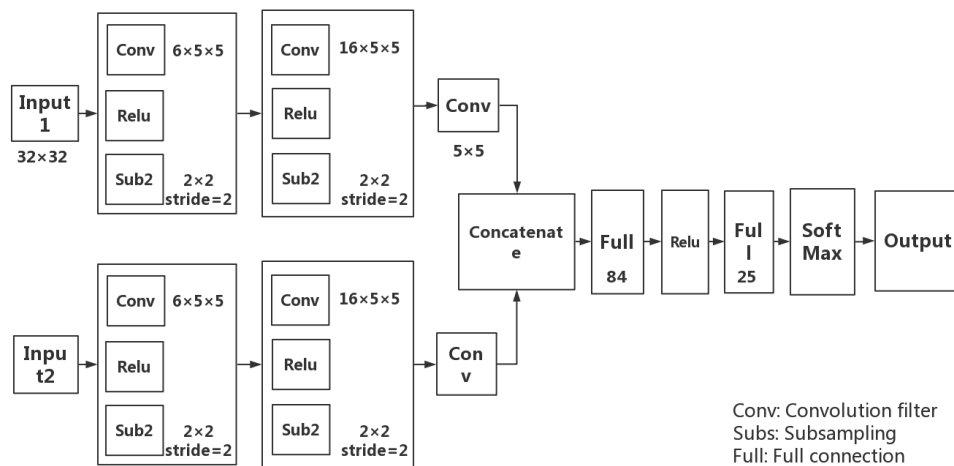 Conv 6×5×5
Relu
Sub2 2×2
stride=2
Conv 16×5×5
Relu
Sub2 2×2
stride=2
Input
1
32×32
Conv
5×5
Concatenat
e
Full
84
Relu
Ful
l
25
Soft
Max
Output
Conv 6×5×5
Relu
Sub2 2×2
stride=2
Conv 16×5×5
Relu
Sub2 2×2
stride=2
Inpu
t2
Con
v
Conv: Convolution filter
Subs: Subsampling
Full: Full connection